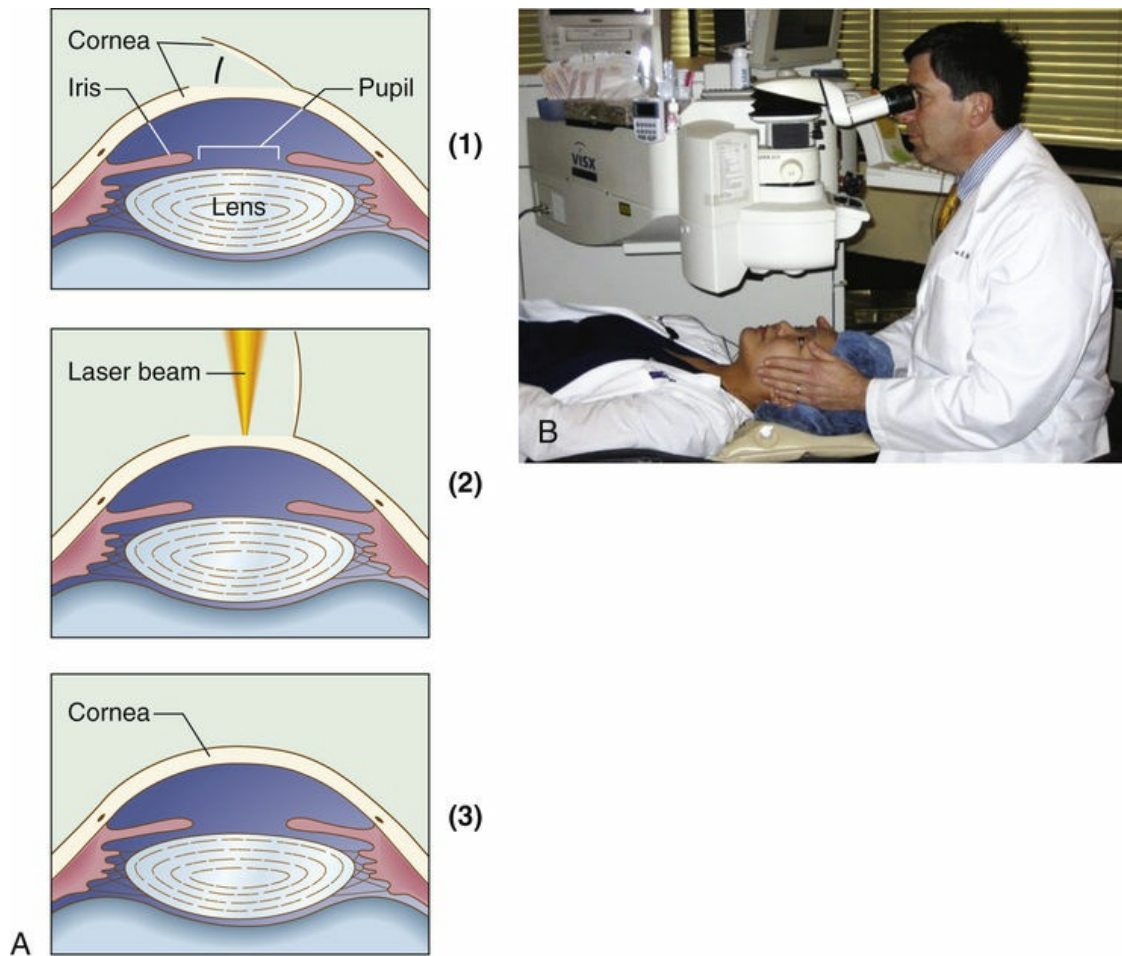 Cornea
Iris
Pupil
(1)
Lens
Laser beam
(2)
Cornea
(3)
A
VISX
B